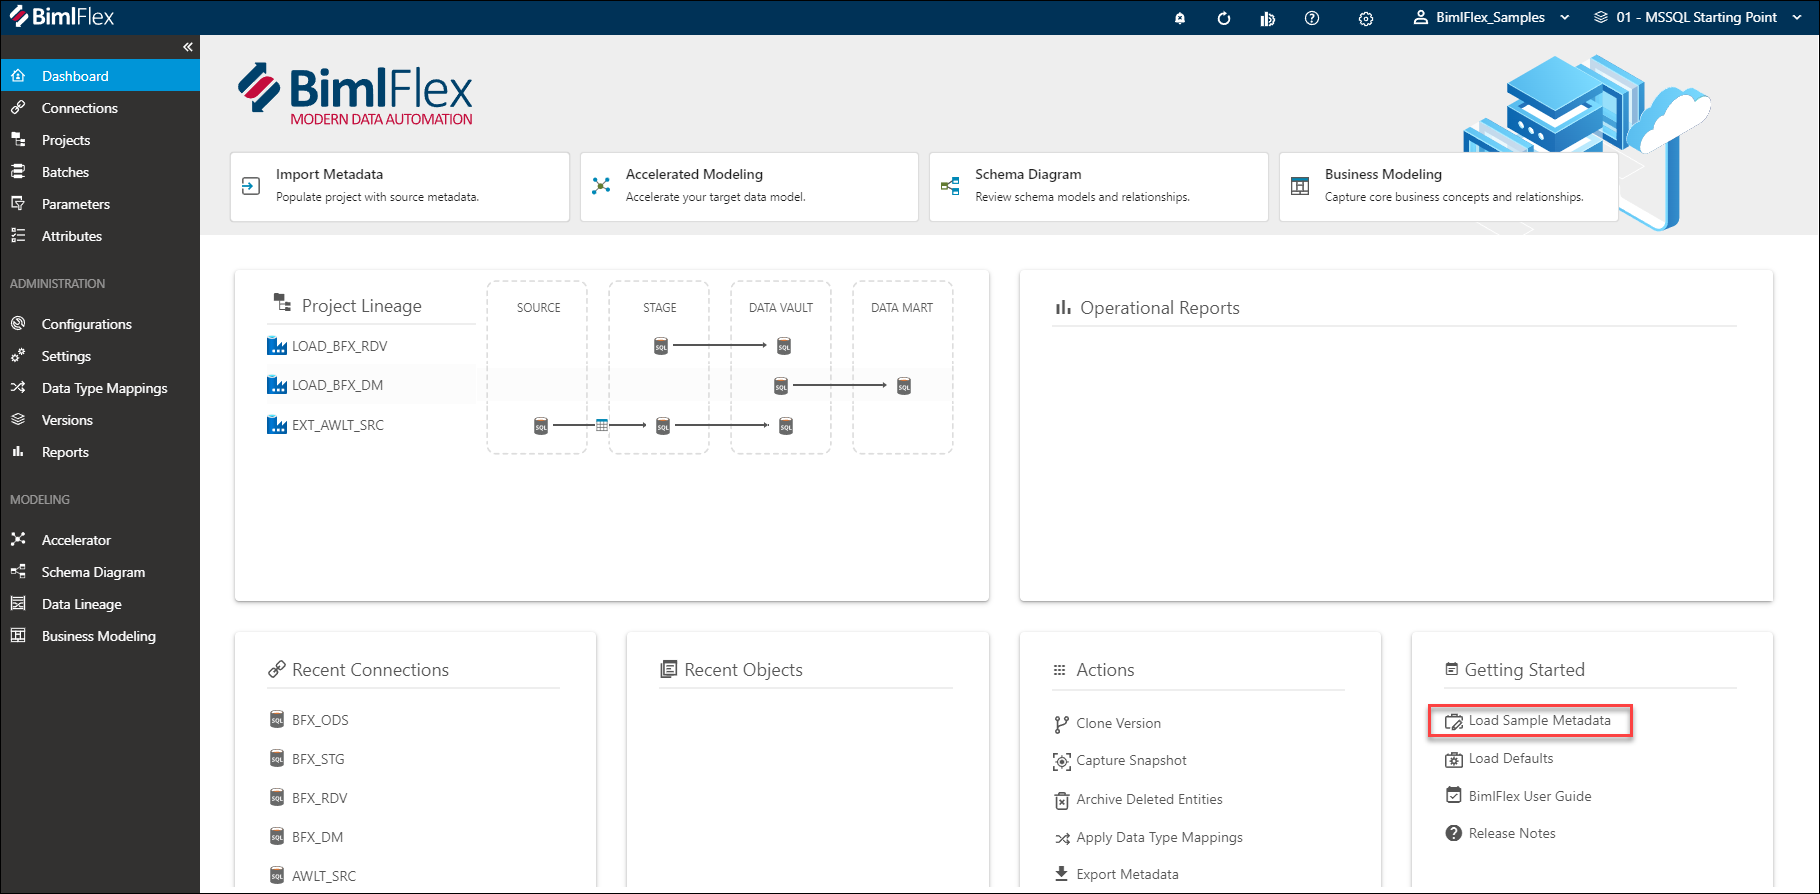 BimlFlex
BimlFlex_Samples
01 - MSSQL Starting Point
Dashboard
Connections
Projects
Batches
Parameters
Attributes
ADMINISTRATION
Configurations
Settings
Data Type Mappings
Versions
Reports
MODELING
Accelerator
Schema Diagram
Data Lineage
Business Modeling
BimlFlex
MODERN DATA AUTOMATION
Import Metadata
Populate project with source metadata.
Accelerated Modeling
Accelerate your target data model.
Schema Diagram
Review schema models and relationships.
Business Modeling
Capture core business concepts and relationships.
Project Lineage
SOURCE
STAGE
DATA VAULT
DATA MART
LOAD_BFX_RDV
SQL
SQL
LOAD_BFX_DM
SQL
SQL
EXT_AWLT_SRC
SQL
SQL
SQL
Operational Reports
Recent Connections
SQL BFX_ODS
SQL BFX_STG
SQL BFX_RDV
SQL BFX_DM
SQL AWLT_SRC
Recent Objects
Actions
Clone Version
Capture Snapshot
Archive Deleted Entities
Apply Data Type Mappings
Export Metadata
Getting Started
Load Sample Metadata
Load Defaults
BimlFlex User Guide
Release Notes